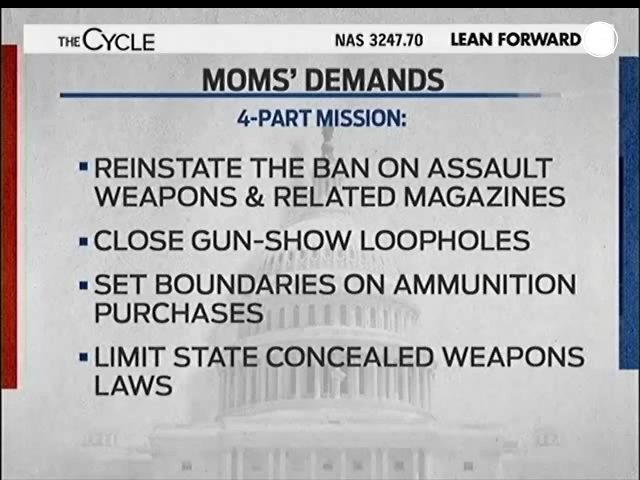 THE CYCLE NAS 3247.70 LEAN FORWARD
MOMS' DEMANDS
4-PART MISSION:
▪ REINSTATE THE BAN ON ASSAULT
WEAPONS & RELATED MAGAZINES
▪ CLOSE GUN-SHOW LOOPHOLES
▪ SET BOUNDARIES ON AMMUNITION
PURCHASES
▪ LIMIT STATE CONCEALED WEAPONS
LAWS